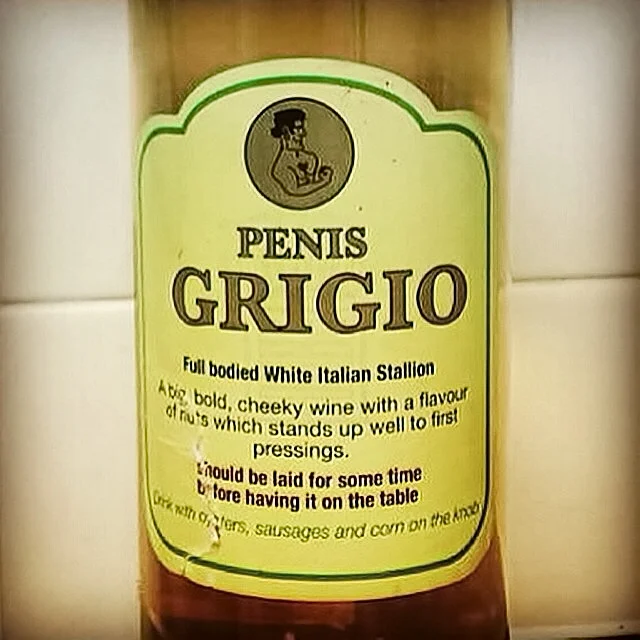 PENIS
GRIGIO
Full bodied White Italian Stallion
A big, bold, cheeky wine with a flavour
of nuts which stands up well to first
pressings.
Should be laid for some time
before having it on the table
Drink with oysters, sausages and corn on the knob